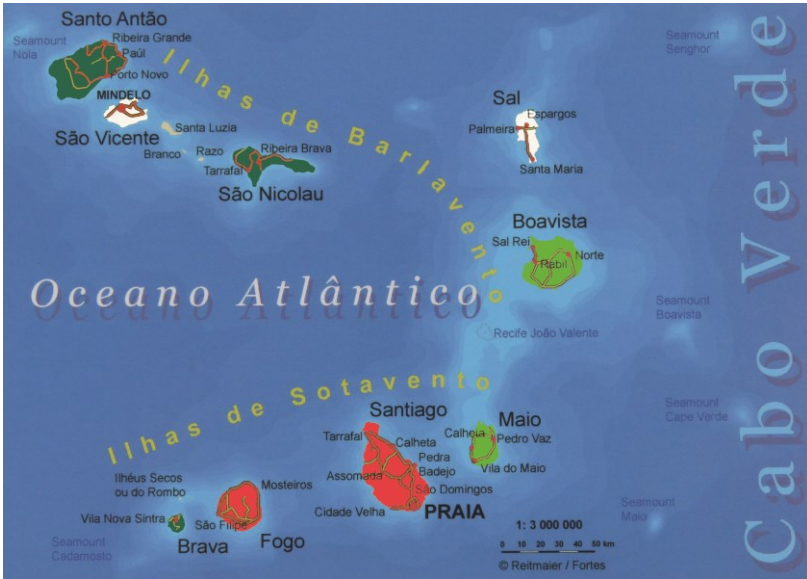 Santo Antão
Seamount
Nola
Ribeira Grande
Paúl
Porto Novo
MINDELO
São Vicente
Santa Luzia
Branco
Razo
Ribeira Brava
Tarrafal
São Nicolau
Ilhas de Barlavento
Seamount
Senghor
Sal
Espargos
Palmeira
Santa Maria
Boavista
Sal Rei
Norte
Rabil
Oceano Atlântico
Recife João Valente
Seamount
Boavista
Cabo Verde
Ilhas de Sotavento
Santiago
Tarrafal
Calheta
Pedra
Badejo
Assomada
São Domingos
Cidade Velha
PRAIA
Maio
Calheta
Pedro Vaz
Vila do Maio
Seamount
Cape Verde
Ilhéus Secos
ou do Rombo
Mosteiros
Vila Nova Sintra
São Filipe
Brava
Fogo
Seamount
Cadamosto
Seamount
Maio
1: 3 000 000
0 10 20 30 40 50 km
© Reitmaier / Fortes